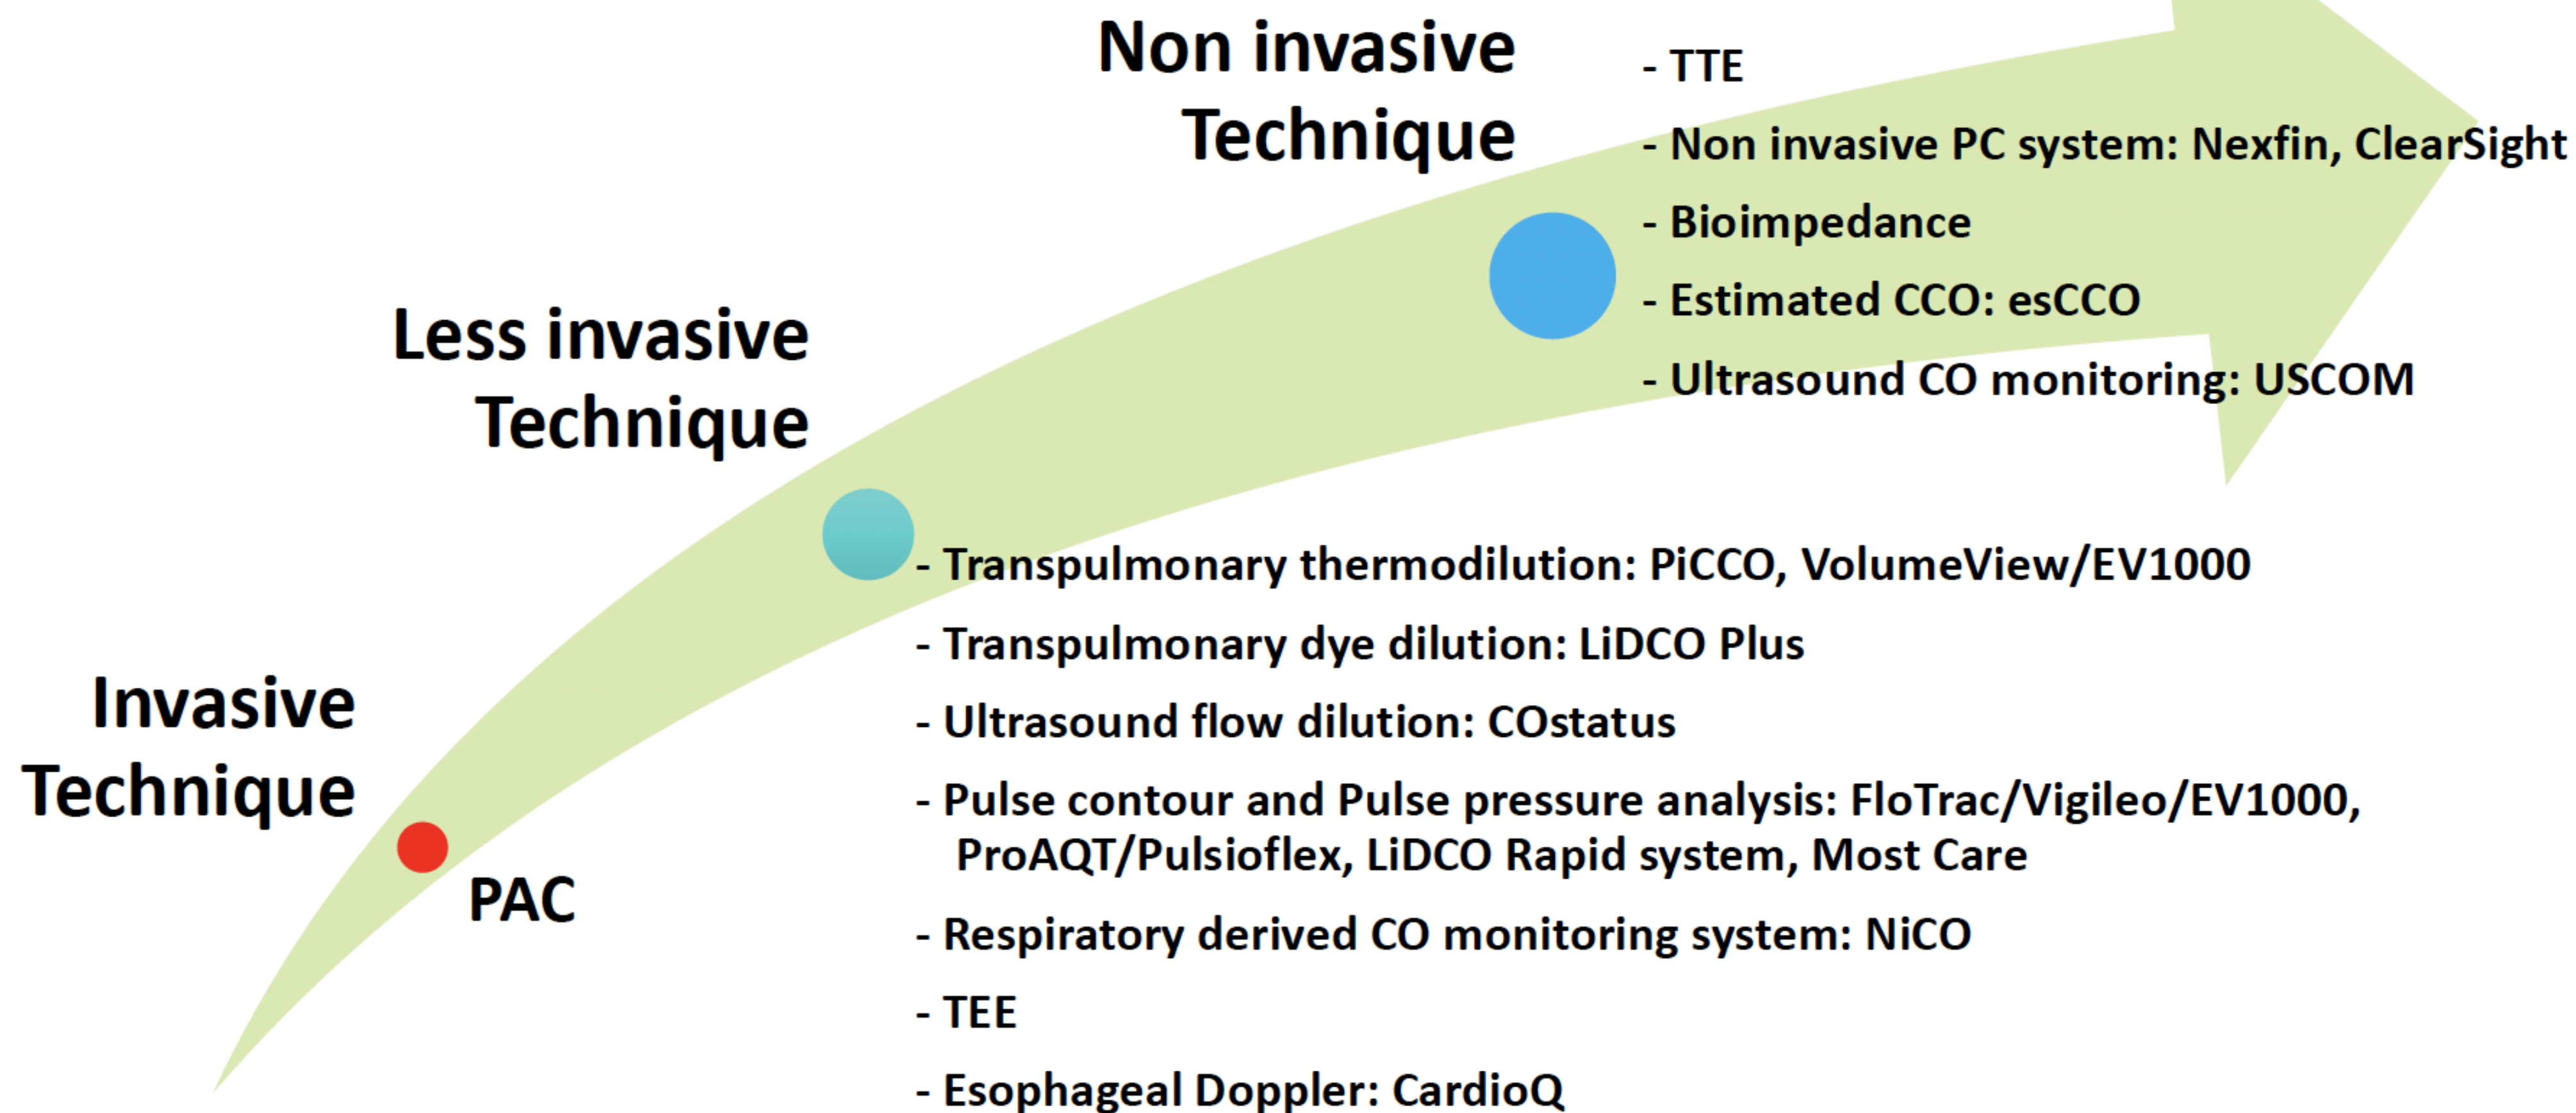 Non invasive
Technique
- TTE
- Non invasive PC system: Nexfin, ClearSight
- Bioimpedance
- Estimated CCO: esCCO
- Ultrasound CO monitoring: USCOM
Less invasive
Technique
- Transpulmonary thermodilution: PiCCO, VolumeView/EV1000
- Transpulmonary dye dilution: LiDCO Plus
- Ultrasound flow dilution: COstatus
- Pulse contour and Pulse pressure analysis: FloTrac/Vigileo/EV1000,
ProAQT/Pulsioflex, LiDCO Rapid system, Most Care
- Respiratory derived CO monitoring system: NiCO
- TEE
- Esophageal Doppler: CardioQ
Invasive
Technique
PAC